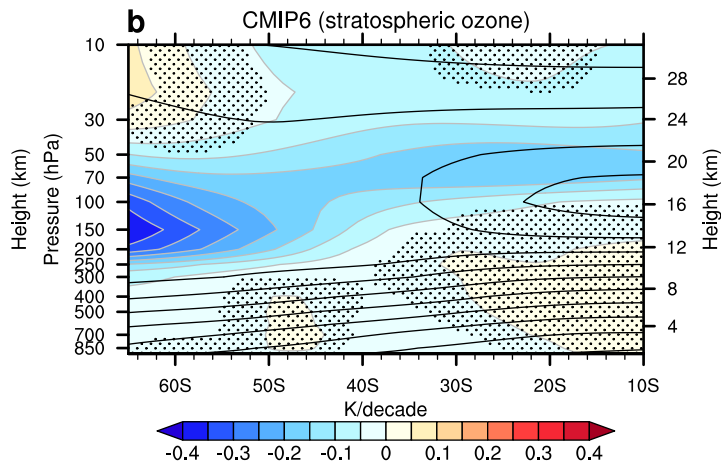 b CMIP6 (stratospheric ozone)
10
30
50
70
100
150
200
250
300
400
500
700
850
Height (km)
Pressure (hPa)
28
24
20
16
12
8
4
Height (km)
60S 50S 40S 30S 20S 10S
K/decade
-0.4 -0.3 -0.2 -0.1 0 0.1 0.2 0.3 0.4